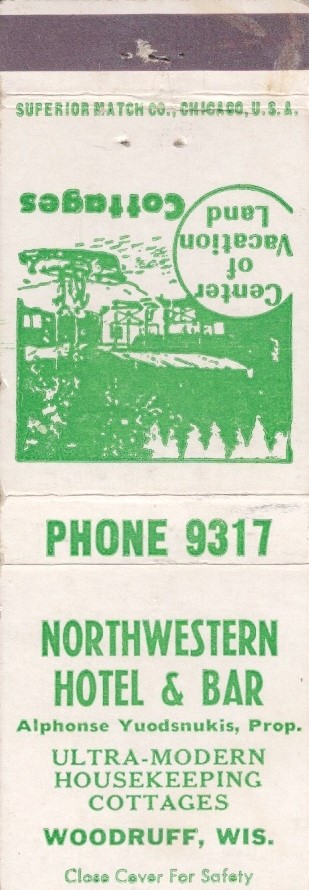 SUPERIOR MATCH CO., CHICAGO, U.S.A.
Center
of
Vacation
Land
Cottages
PHONE 9317
NORTHWESTERN
HOTEL & BAR
Alphonse Yuodsnukis, Prop.
ULTRA-MODERN
HOUSEKEEPING
COTTAGES
WOODRUFF, WIS.
Close Cover For Safety